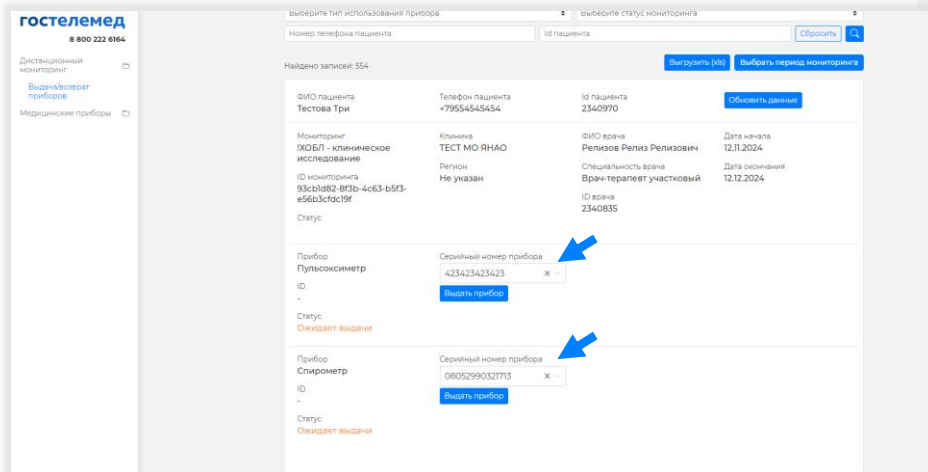 гостелемед
8 800 222 6164
Дистанционный
мониторинг
Выдача/возврат
приборов
Медицинские приборы
Выберите тип использования прибора
Выберите статус мониторинга
Номер телефона пациента
Id пациента
Сбросить
Найдено записей: 554
Выгрузить (xls)
Выбрать период мониторинга
ФИО пациента
Тестова Три
Телефон пациента
+79554545454
Id пациента
2340970
Обновить данные
Мониторинг
!ХОБЛ - клиническое
исследование
ID мониторинга
93cb1d82-8f3b-4c63-b5f3-
e56b3cfdc19f
Статус
Клиника
ТЕСТ МО ЯНАО
Регион
Не указан
ФИО врача
Релизов Релиз Релизович
Специальность врача
Врач-терапевт участковый
ID врача
2340835
Дата начала
12.11.2024
Дата окончания
12.12.2024
Прибор
Пульсоксиметр
ID
-
Статус
Ожидает выдачи
Серийный номер прибора
423423423423
Выдать прибор
Прибор
Спирометр
ID
-
Статус
Ожидает выдачи
Серийный номер прибора
08052990321713
Выдать прибор